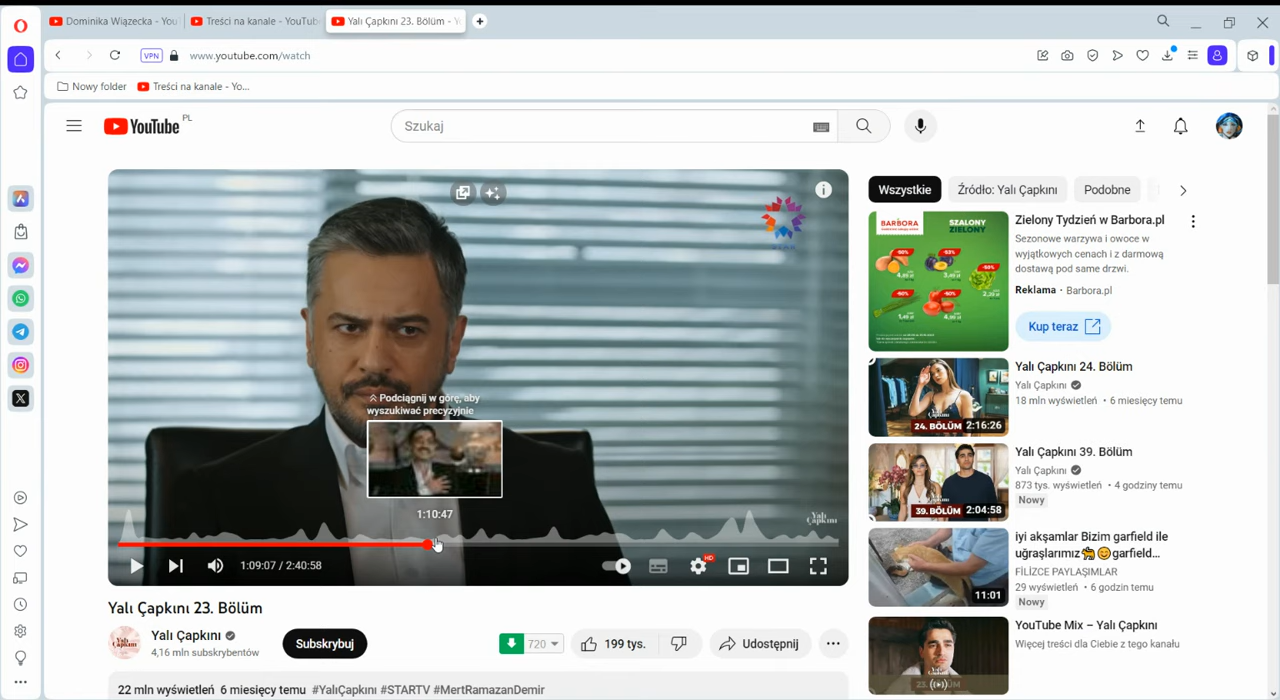 Dominika Wiązecka - You
Treści na kanale - YouTube
Yalı Çapkını 23. Bölüm - Y
VPN
www.youtube.com/watch
Nowy folder
Treści na kanale - Yo...
YouTube PL
Szukaj
Wszystkie
Źródło: Yalı Çapkını
Podobne
BARBORA
SZALONY
ZIELONY
Zielony Tydzień w Barbora.pl
Sezonowe warzywa i owoce w
wyjątkowych cenach i z darmową
dostawą pod same drzwi.
Reklama · Barbora.pl
Kup teraz
24. BÖLÜM
2:16:26
Yalı Çapkını 24. Bölüm
Yalı Çapkını
18 mln wyświetleń • 6 miesięcy temu
39. BÖLÜM
2:04:58
Yalı Çapkını 39. Bölüm
Yalı Çapkını
873 tys. wyświetleń • 4 godziny temu
Nowy
11:01
iyi akşamlar Bizim garfield ile
uğraşlarımız🐈😊garfield...
FİLİZCE PAYLAŞIMLAR
29 wyświetleń • 6 godzin temu
Nowy
YouTube Mix – Yalı Çapkını
Więcej treści dla Ciebie z tego kanału
Podciągnij w górę, aby
wyszukiwać precyzyjnie
1:10:47
Yalı
Çapkını
1:09:07 / 2:40:58
HD
Yalı Çapkını 23. Bölüm
Yalı Çapkını
4,16 mln subskrybentów
Subskrybuj
720
199 tys.
Udostępnij
22 mln wyświetleń 6 miesięcy temu #YalıÇapkını #STARTV #MertRamazanDemir